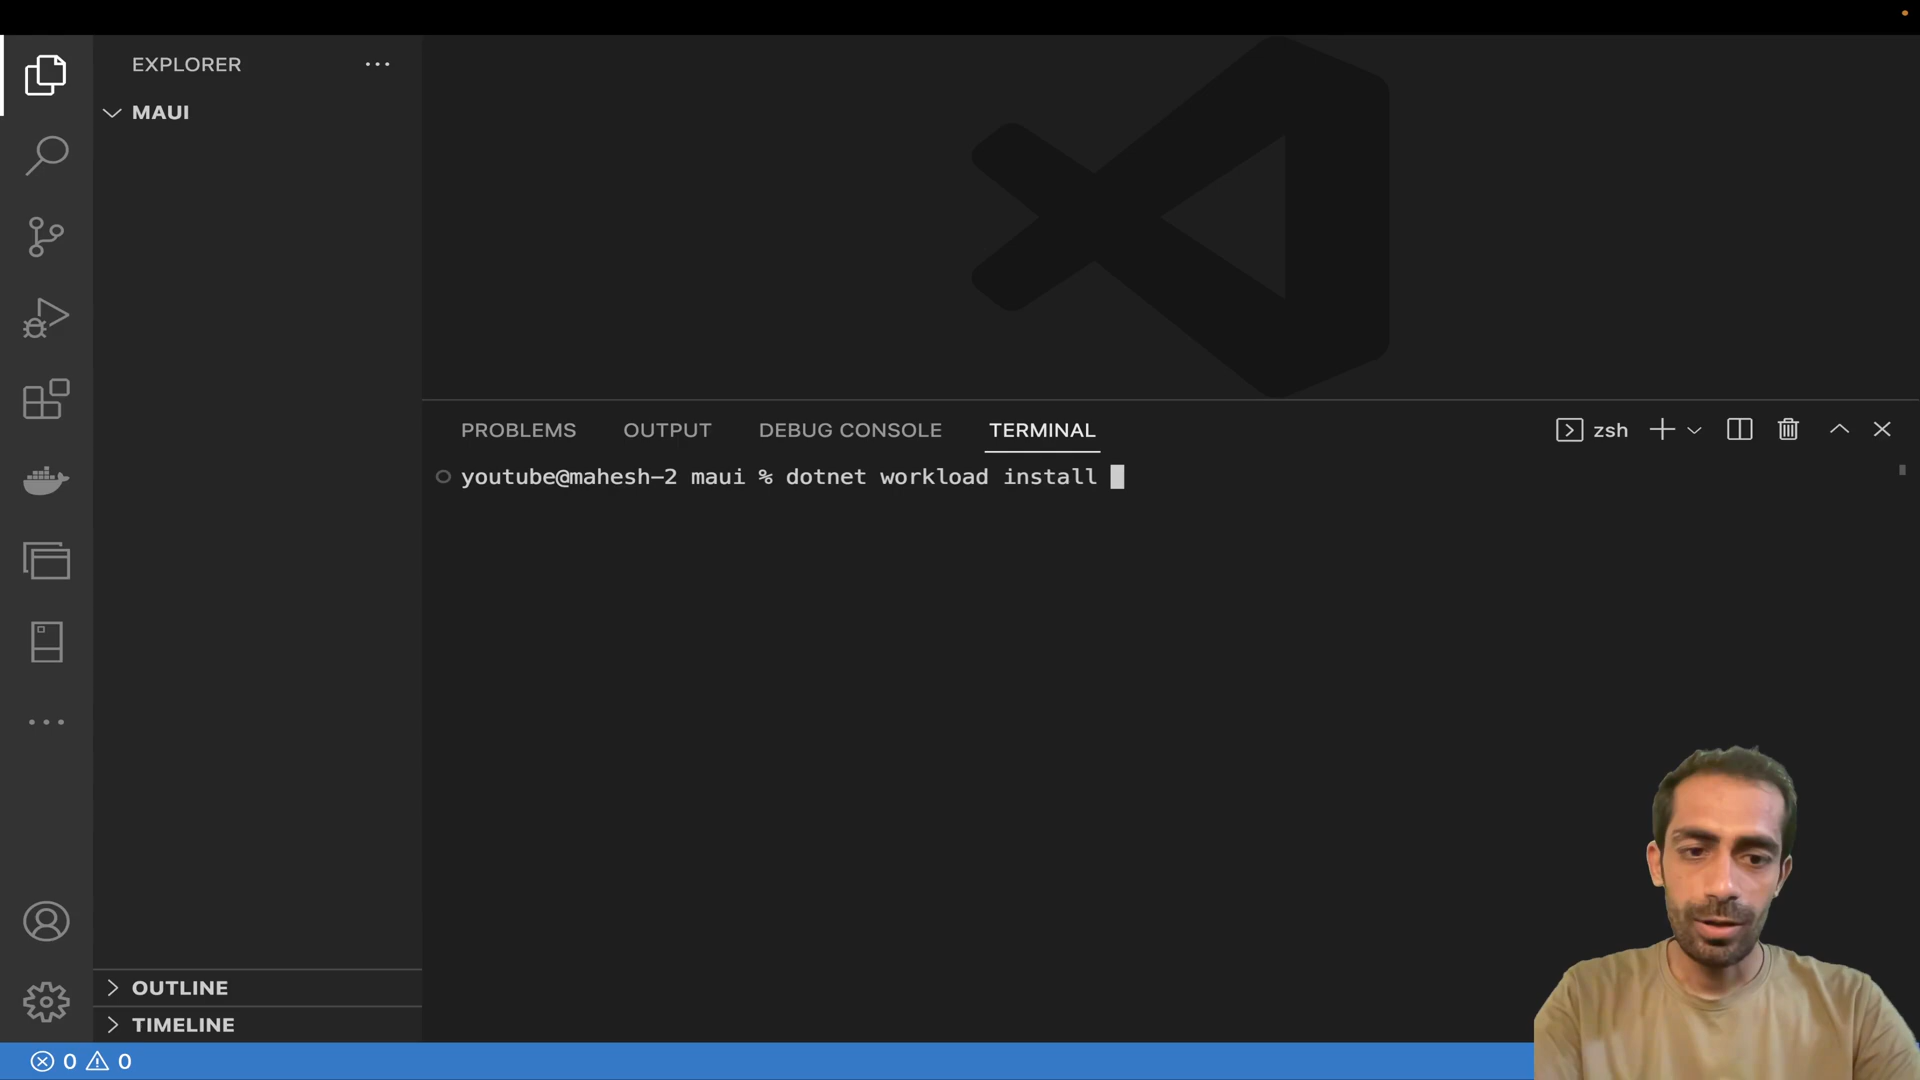 EXPLORER
MAUI
PROBLEMS OUTPUT DEBUG CONSOLE TERMINAL zsh
youtube@mahesh-2 maui % dotnet workload install
OUTLINE
TIMELINE
0 0